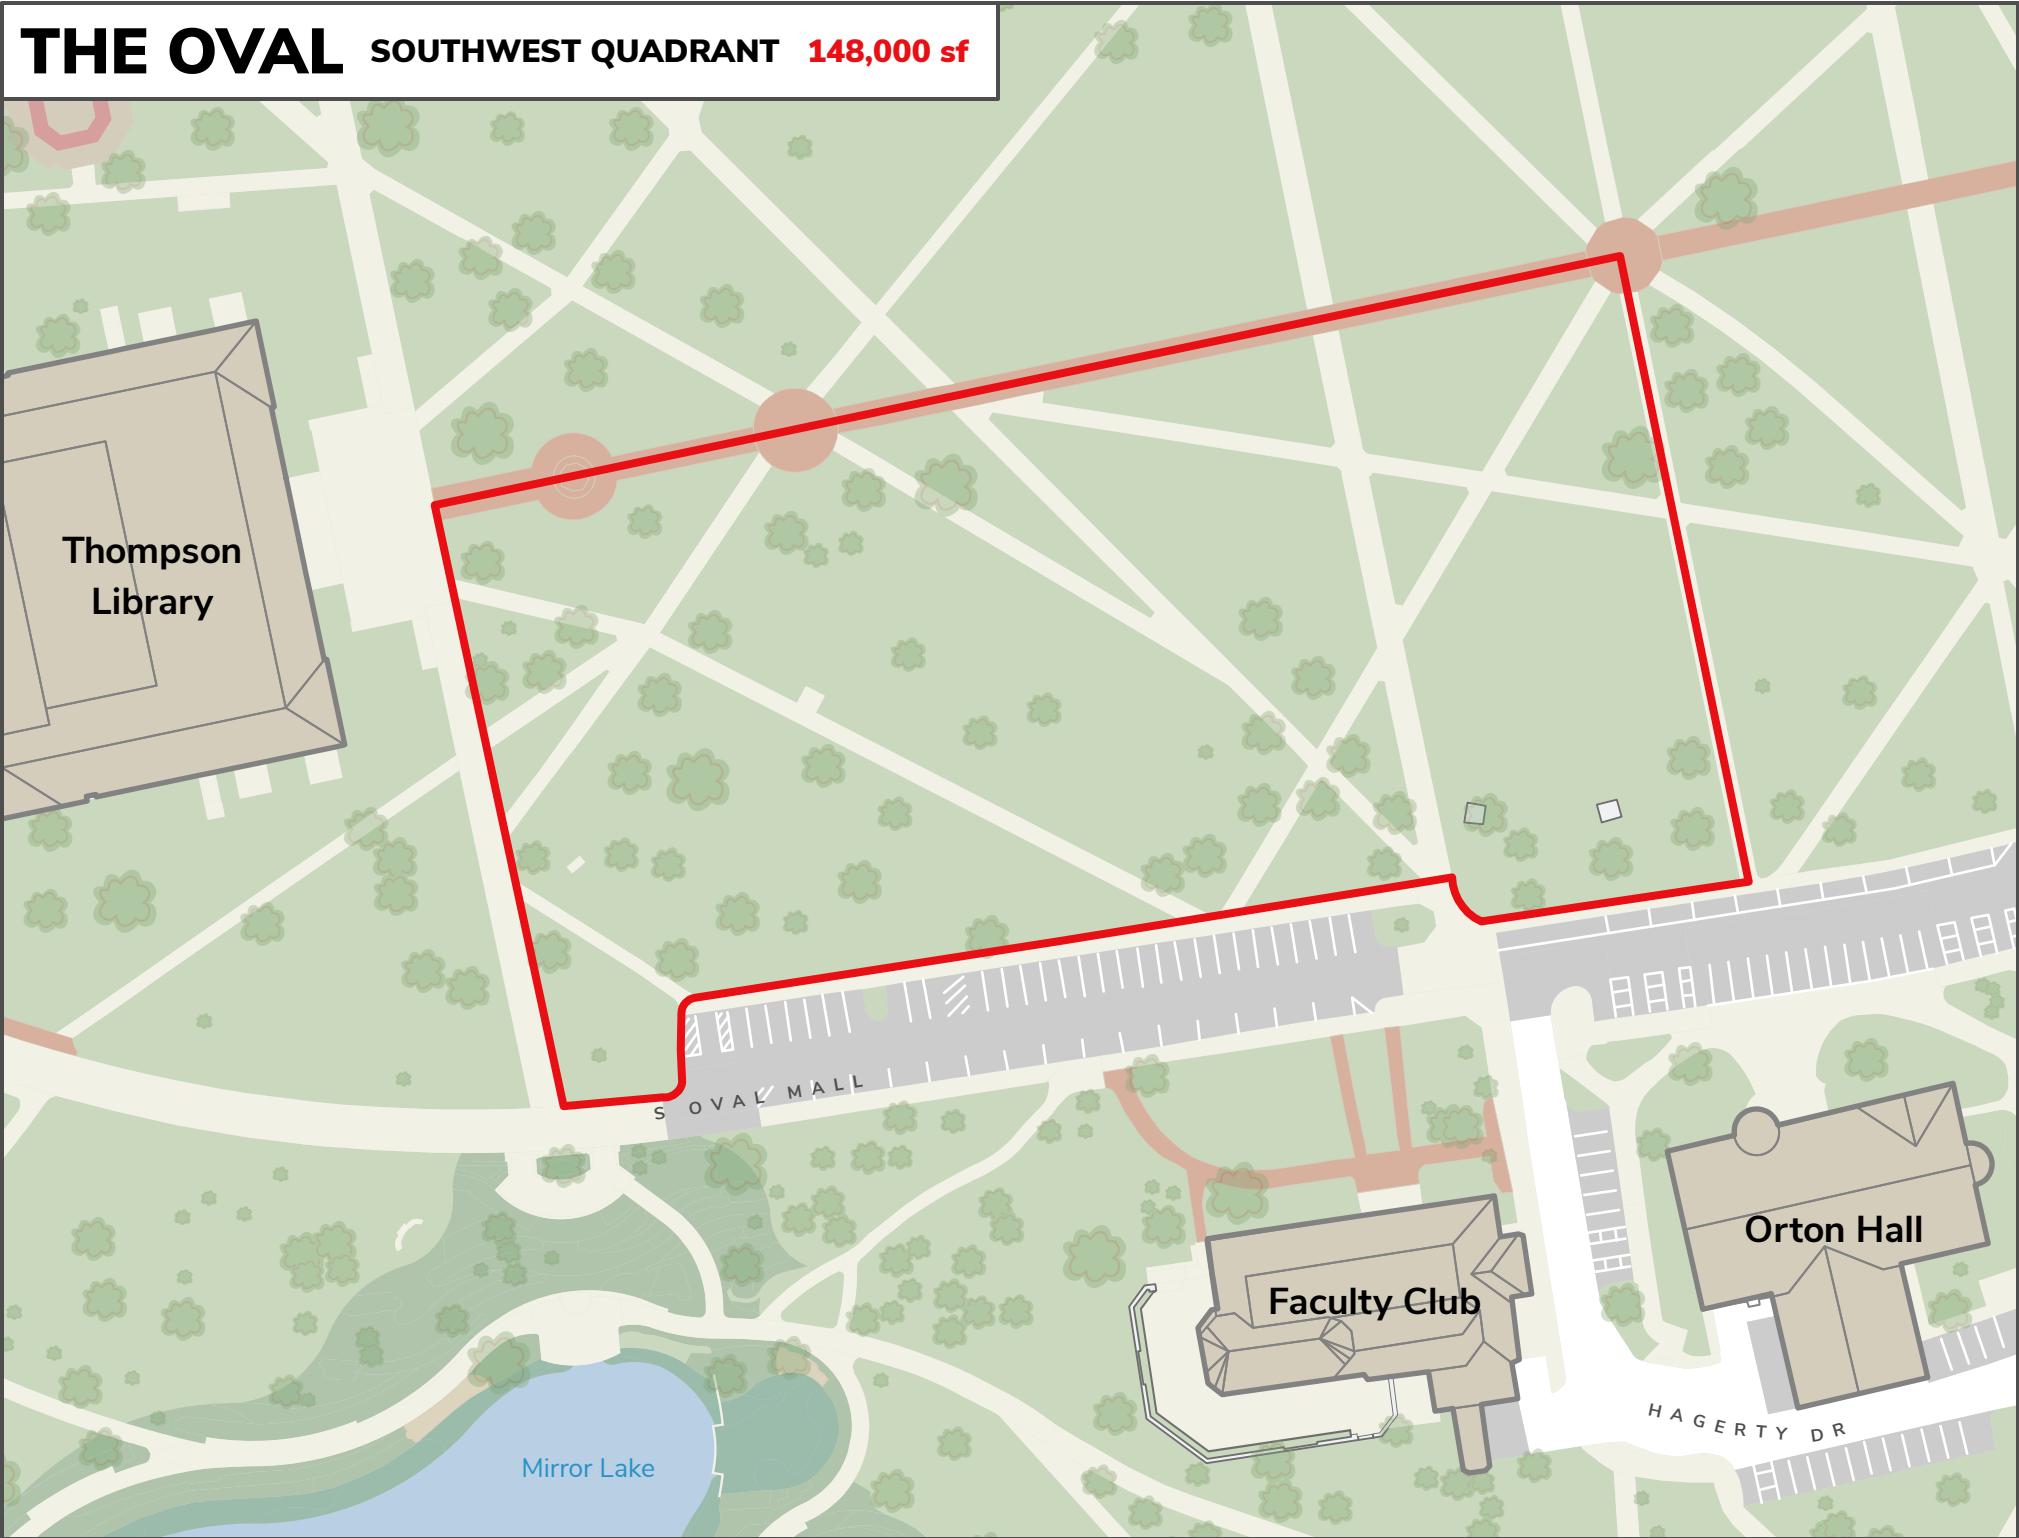 THE OVAL SOUTHWEST QUADRANT 148,000 sf
Thompson
Library
S OVAL MALL
Orton Hall
Faculty Club
HAGERTY DR
Mirror Lake